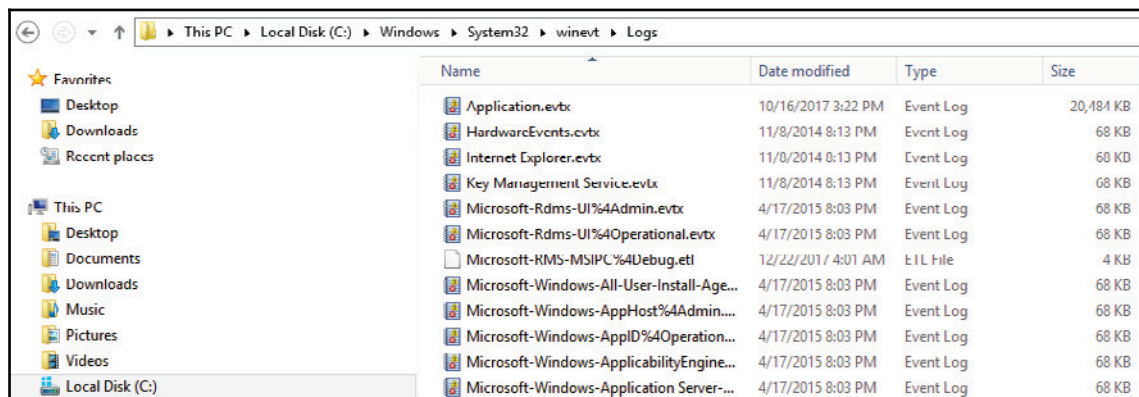 This PC Local Disk (C:) Windows System32 winevt Logs
Favorites
Desktop
Downloads
Recent places
This PC
Desktop
Documents
Downloads
Music
Pictures
Videos
Local Disk (C:)
Name Date modified Type Size
Application.evtx 10/16/2017 3:22 PM Event Log 20,484 KB
HardwareEvents.evtx 11/8/2014 8:13 PM Event Log 68 KB
Internet Explorer.evtx 11/8/2014 8:13 PM Event Log 68 KB
Key Management Service.evtx 11/8/2014 8:13 PM Event Log 68 KB
Microsoft-Rdms-UI%4Admin.evtx 4/17/2015 8:03 PM Event Log 68 KB
Microsoft-Rdms-UI%4Operational.evtx 4/17/2015 8:03 PM Event Log 68 KB
Microsoft-RMS-MSIPC%4Debug.etl 12/22/2017 4:01 AM ETL File 4 KB
Microsoft-Windows-All-User-Install-Age... 4/17/2015 8:03 PM Event Log 68 KB
Microsoft-Windows-AppHost%4Admin.... 4/17/2015 8:03 PM Event Log 68 KB
Microsoft-Windows-AppID%4Operation... 4/17/2015 8:03 PM Event Log 68 KB
Microsoft-Windows-ApplicabilityEngine... 4/17/2015 8:03 PM Event Log 68 KB
Microsoft-Windows-Application Server-... 4/17/2015 8:03 PM Event Log 68 KB